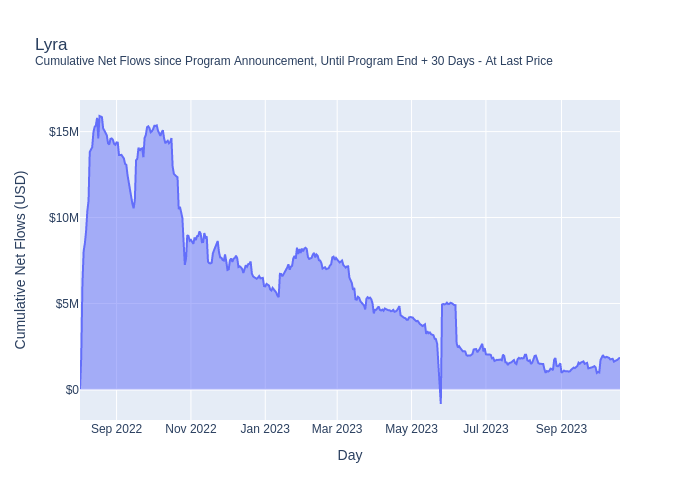 Lyra
Cumulative Net Flows since Program Announcement, Until Program End + 30 Days - At Last Price
Cumulative Net Flows (USD)
$15M
$10M
$5M
$0
Sep 2022 Nov 2022 Jan 2023 Mar 2023 May 2023 Jul 2023 Sep 2023
Day